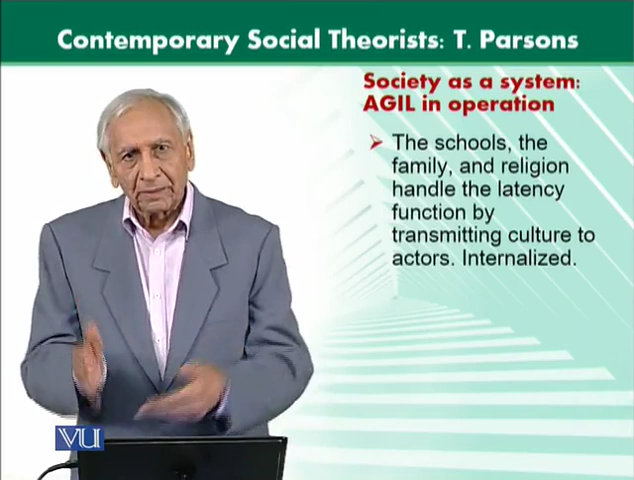 Contemporary Social Theorists: T. Parsons
Society as a system:
AGIL in operation
The schools, the
family, and religion
handle the latency
function by
transmitting culture to
actors. Internalized.
VU